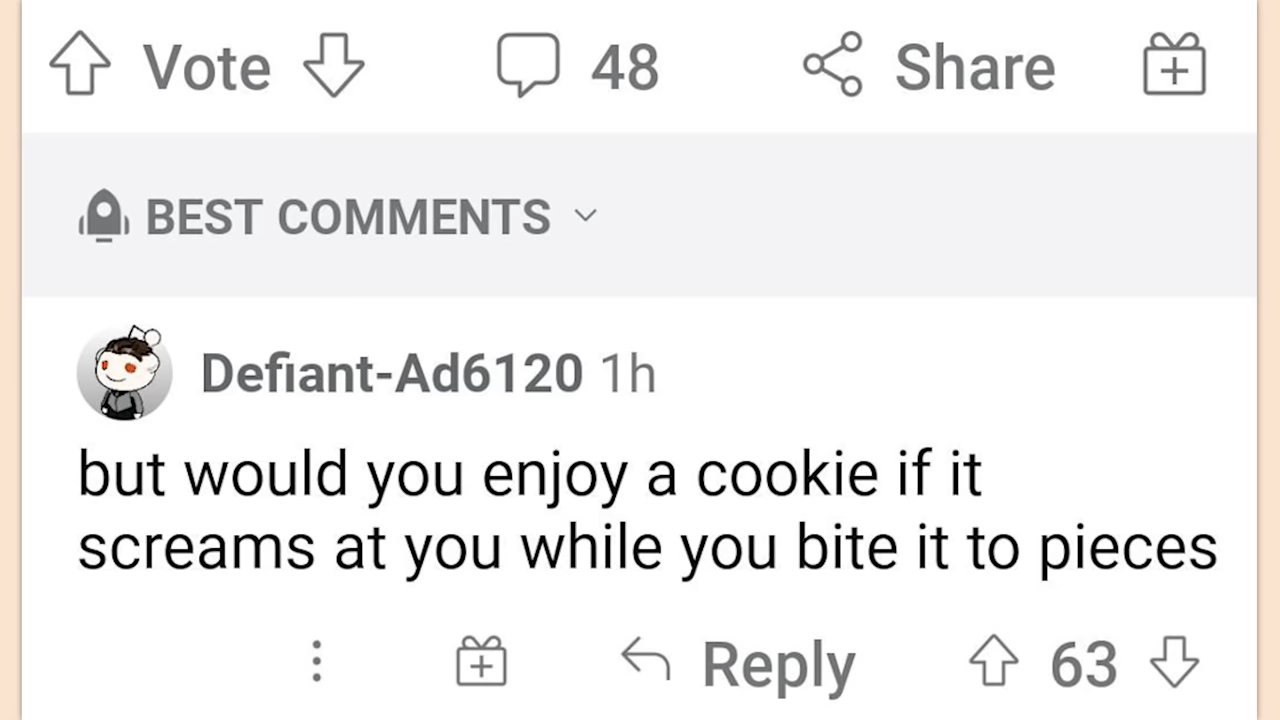 Vote 48 Share
BEST COMMENTS
Defiant-Ad6120 1h
but would you enjoy a cookie if it
screams at you while you bite it to pieces
Reply 63